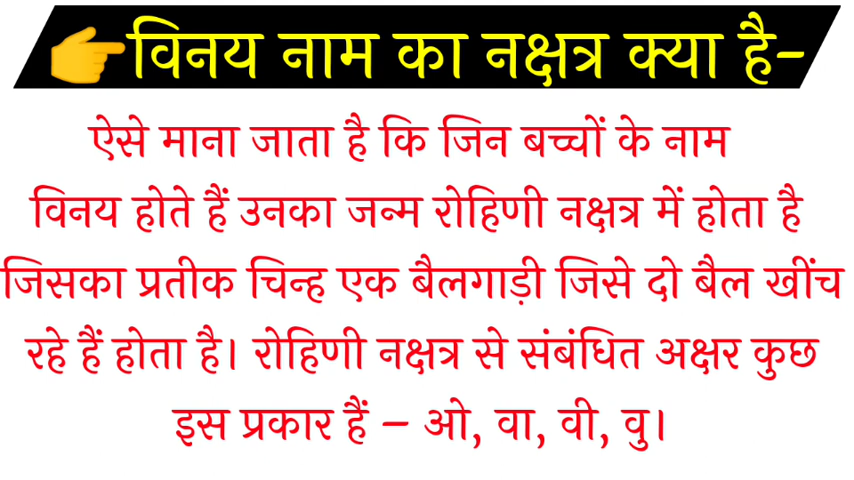 👉विनय नाम का नक्षत्र क्या है-
ऐसे माना जाता है कि जिन बच्चों के नाम
विनय होते हैं उनका जन्म रोहिणी नक्षत्र में होता है
जिसका प्रतीक चिन्ह एक बैलगाड़ी जिसे दो बैल खींच
रहे हैं होता है। रोहिणी नक्षत्र से संबंधित अक्षर कुछ
इस प्रकार हैं – ओ, वा, वी, वु।